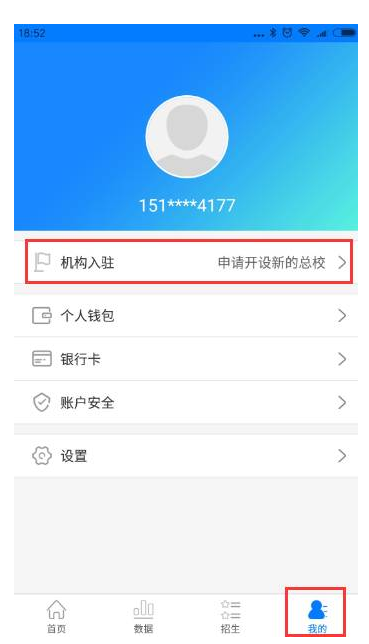 18:52
151****4177
机构入驻 申请开设新的总校
个人钱包
银行卡
账户安全
设置
首页 数据 招生 我的